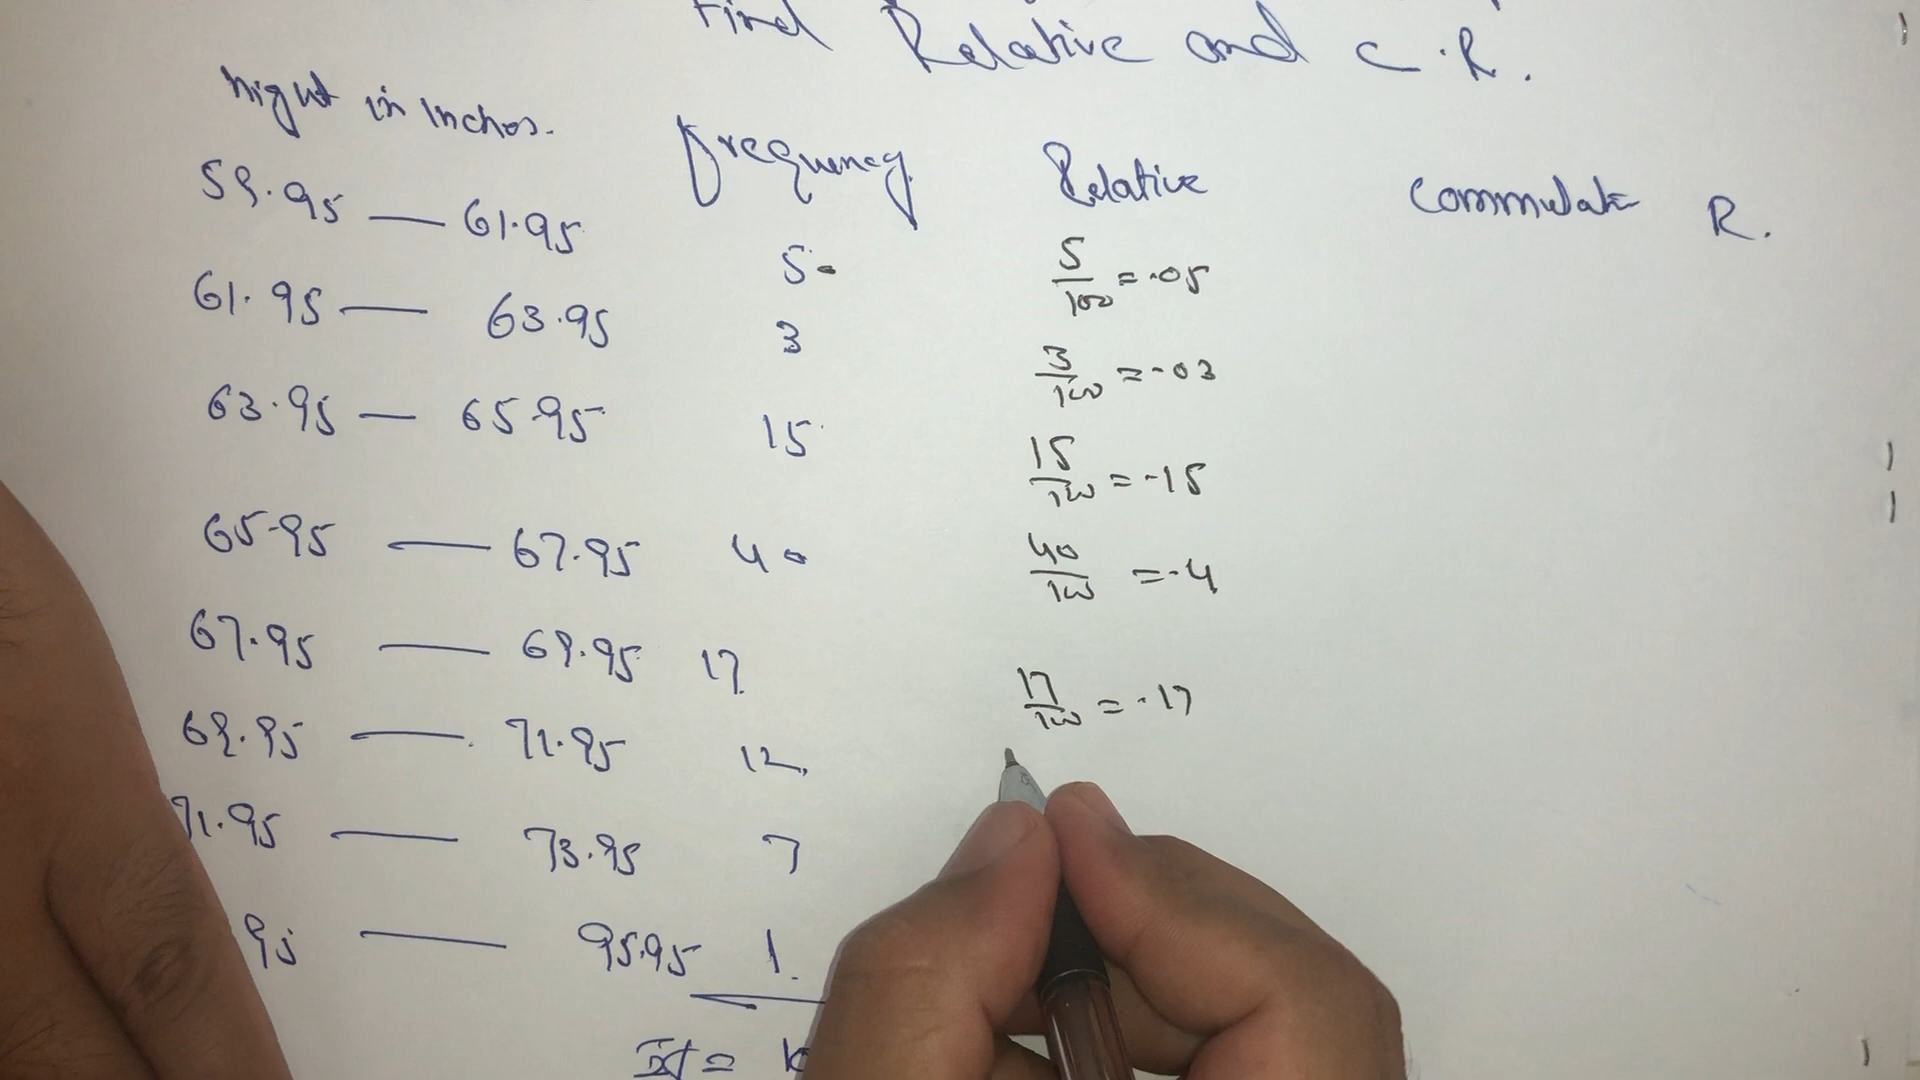 Find Relative and C.R.
hight in Inches.
frequency
Relative
Commulate R.
59.95 — 61.95 5 5/100 = .05
61.95 — 63.95 3 3/100 = .03
63.95 — 65.95 15 15/100 = .15
65.95 — 67.95 40 40/100 = .4
67.95 — 69.95 17 17/100 = .17
69.95 — 71.95 12
71.95 — 73.95 7
95 — 95.95 1